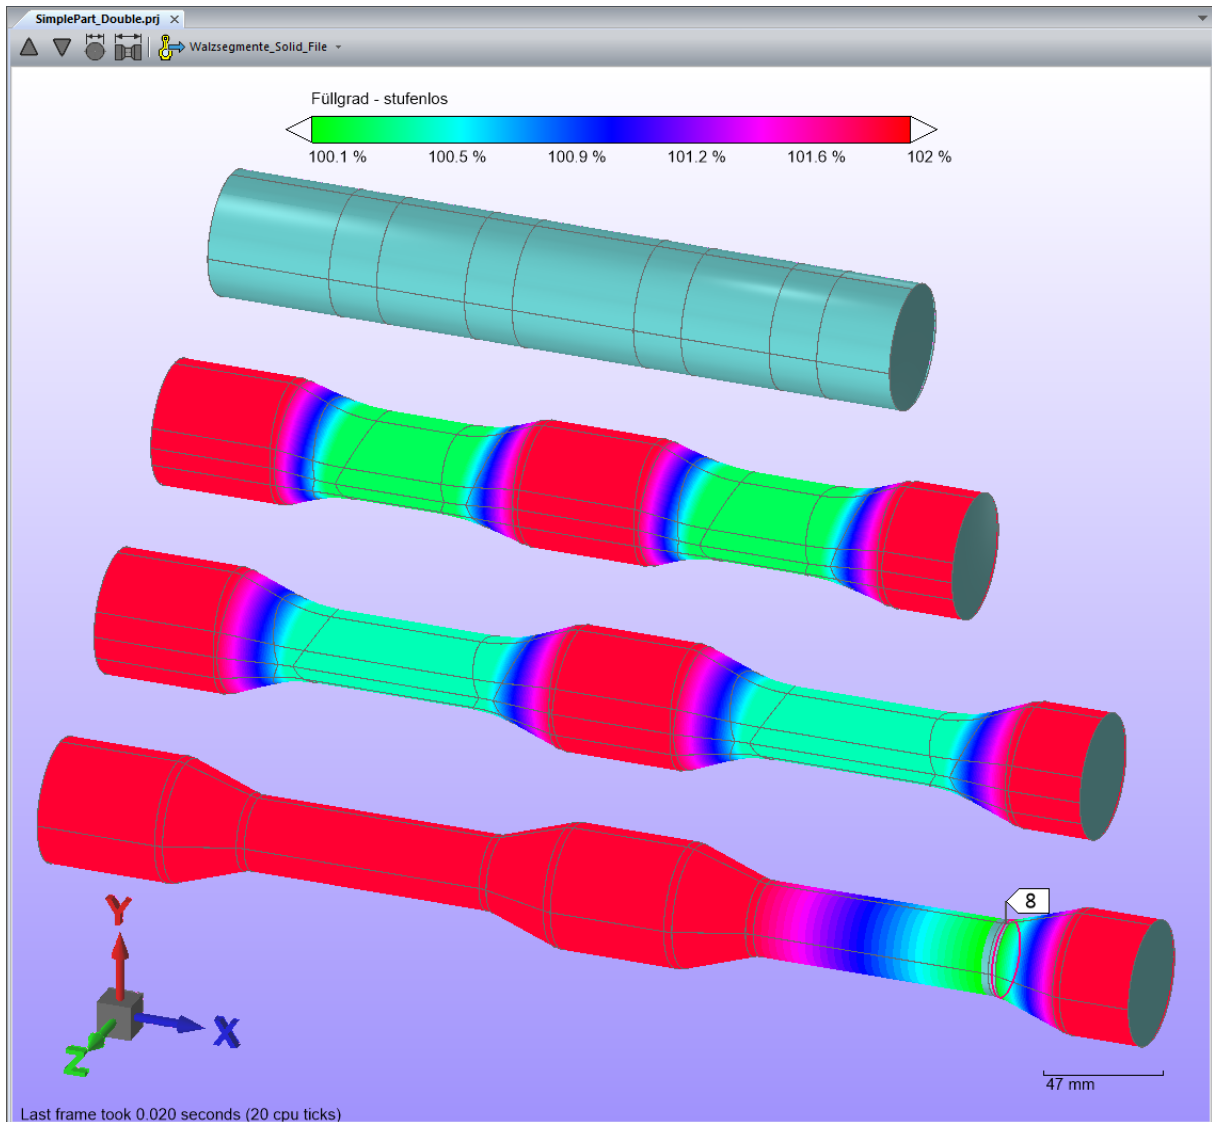 SimplePart_Double.prj
Walzsegmente_Solid_File
Füllgrad - stufenlos
100.1 % 100.5 % 100.9 % 101.2 % 101.6 % 102 %
8
Y
X
Z
47 mm
Last frame took 0.020 seconds (20 cpu ticks)